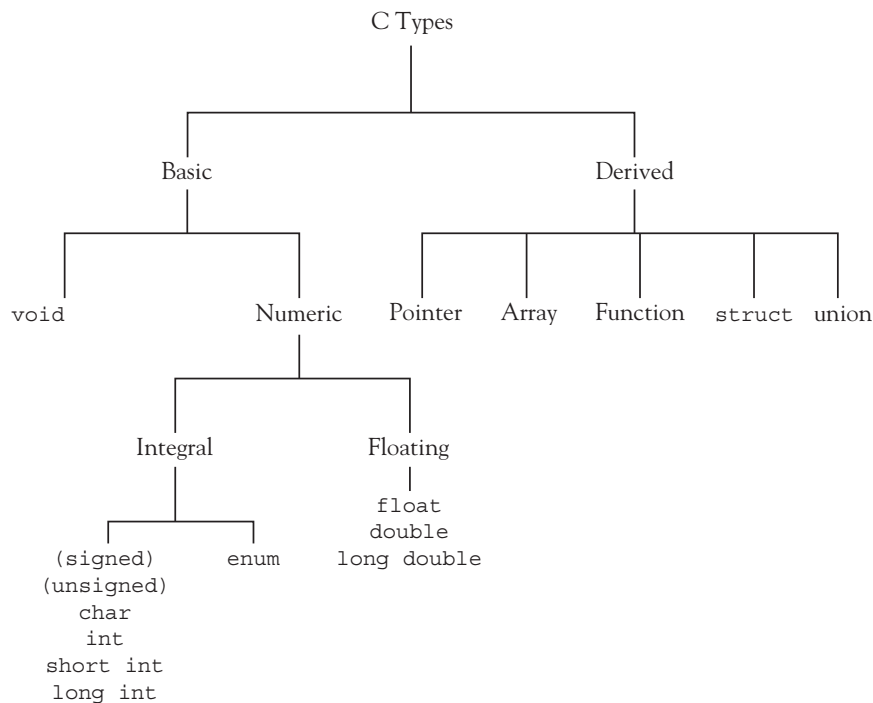 C Types
Basic
Derived
void
Numeric
Pointer
Array
Function
struct
union
Integral
Floating
float
double
long double
(signed)
(unsigned)
char
int
short int
long int
enum